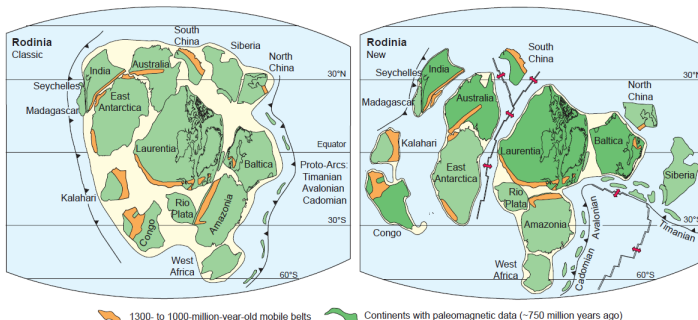 Rodinia
Classic
South
China
Siberia
North
China
Australia
India
Seychelles
East
Antarctica
Madagascar
30°N
Equator
Laurentia
Baltica
Proto-Arcs:
Timanian
Avalonian
Cadomian
Kalahari
Rio
Plata
Amazonia
Congo
30°S
West
Africa
60°S
Rodinia
New
South
China
India
Seychelles
Madagascar
Australia
30°N
North
China
Kalahari
East
Antarctica
Laurentia
Baltica
Siberia
Rio
Plata
Amazonia
Congo
Avalonian
Cadomian
Timanian
30°S
West
Africa
60°S
1300- to 1000-million-year-old mobile belts
Continents with paleomagnetic data (~750 million years ago)